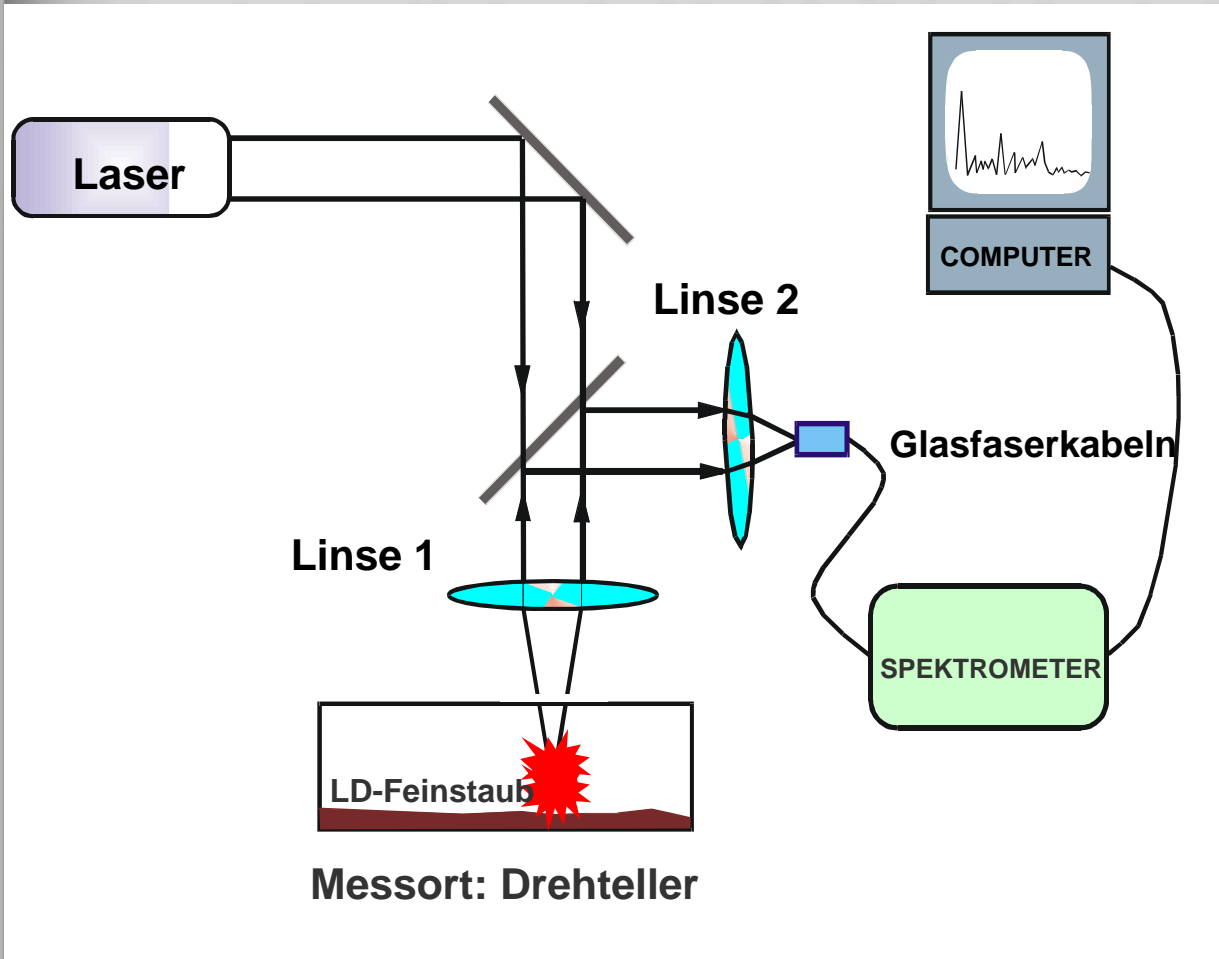 Laser
COMPUTER
Linse 2
Glasfaserkabeln
Linse 1
SPEKTROMETER
LD-Feinstaub
Messort: Drehteller